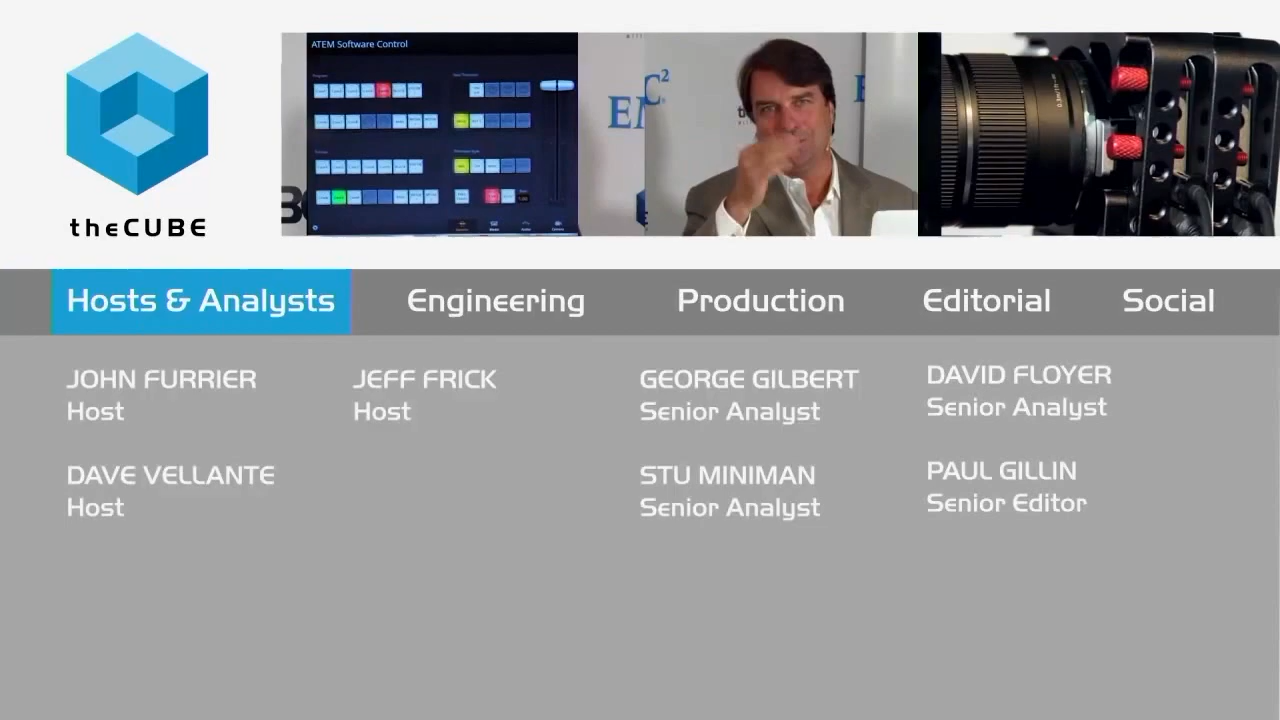 ATEM Software Control
EMC²
theCUBE
Hosts & Analysts
Engineering
Production
Editorial
Social
JOHN FURRIER
Host
JEFF FRICK
Host
GEORGE GILBERT
Senior Analyst
DAVID FLOYER
Senior Analyst
DAVE VELLANTE
Host
STU MINIMAN
Senior Analyst
PAUL GILLIN
Senior Editor